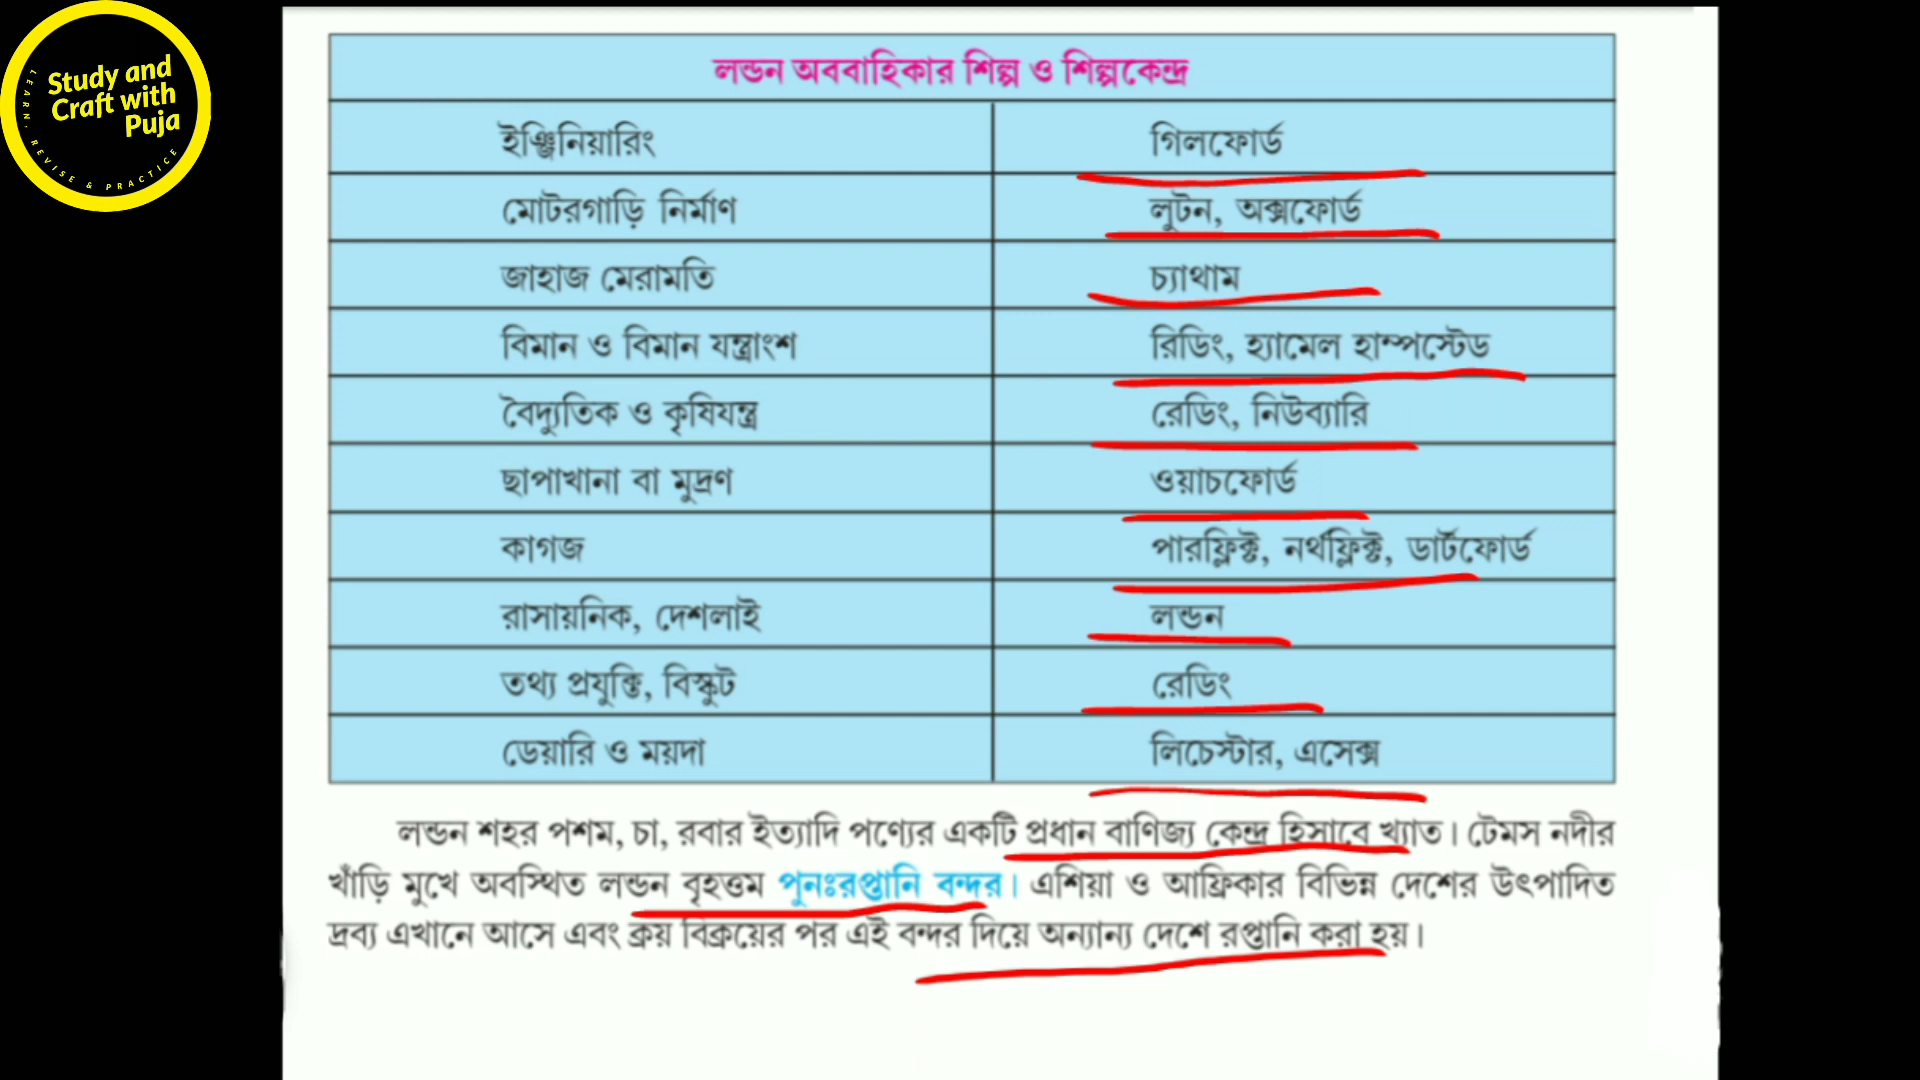 Study and
Craft with
Puja
LEARN, REVISE & PRACTICE
লন্ডন অববাহিকার শিল্প ও শিল্পকেন্দ্র
ইঞ্জিনিয়ারিং গিলফোর্ড
মোটরগাড়ি নির্মাণ লুটন, অক্সফোর্ড
জাহাজ মেরামতি চ্যাথাম
বিমান ও বিমান যন্ত্রাংশ রিডিং, হ্যামেল হাম্পস্টেড
বৈদ্যুতিক ও কৃষিযন্ত্র রেডিং, নিউব্যারি
ছাপাখানা বা মুদ্রণ ওয়াচফোর্ড
কাগজ পারফ্লিক্ট, নর্থফ্লিক্ট, ডার্টফোর্ড
রাসায়নিক, দেশলাই লন্ডন
তথ্য প্রযুক্তি, বিস্কুট রেডিং
ডেয়ারি ও ময়দা লিচেস্টার, এসেক্স
লন্ডন শহর পশম, চা, রবার ইত্যাদি পণ্যের একটি প্রধান বাণিজ্য কেন্দ্র হিসাবে খ্যাত। টেমস নদীর
খাঁড়ি মুখে অবস্থিত লন্ডন বৃহত্তম পুনঃরপ্তানি বন্দর। এশিয়া ও আফ্রিকার বিভিন্ন দেশের উৎপাদিত
দ্রব্য এখানে আসে এবং ক্রয় বিক্রয়ের পর এই বন্দর দিয়ে অন্যান্য দেশে রপ্তানি করা হয়।